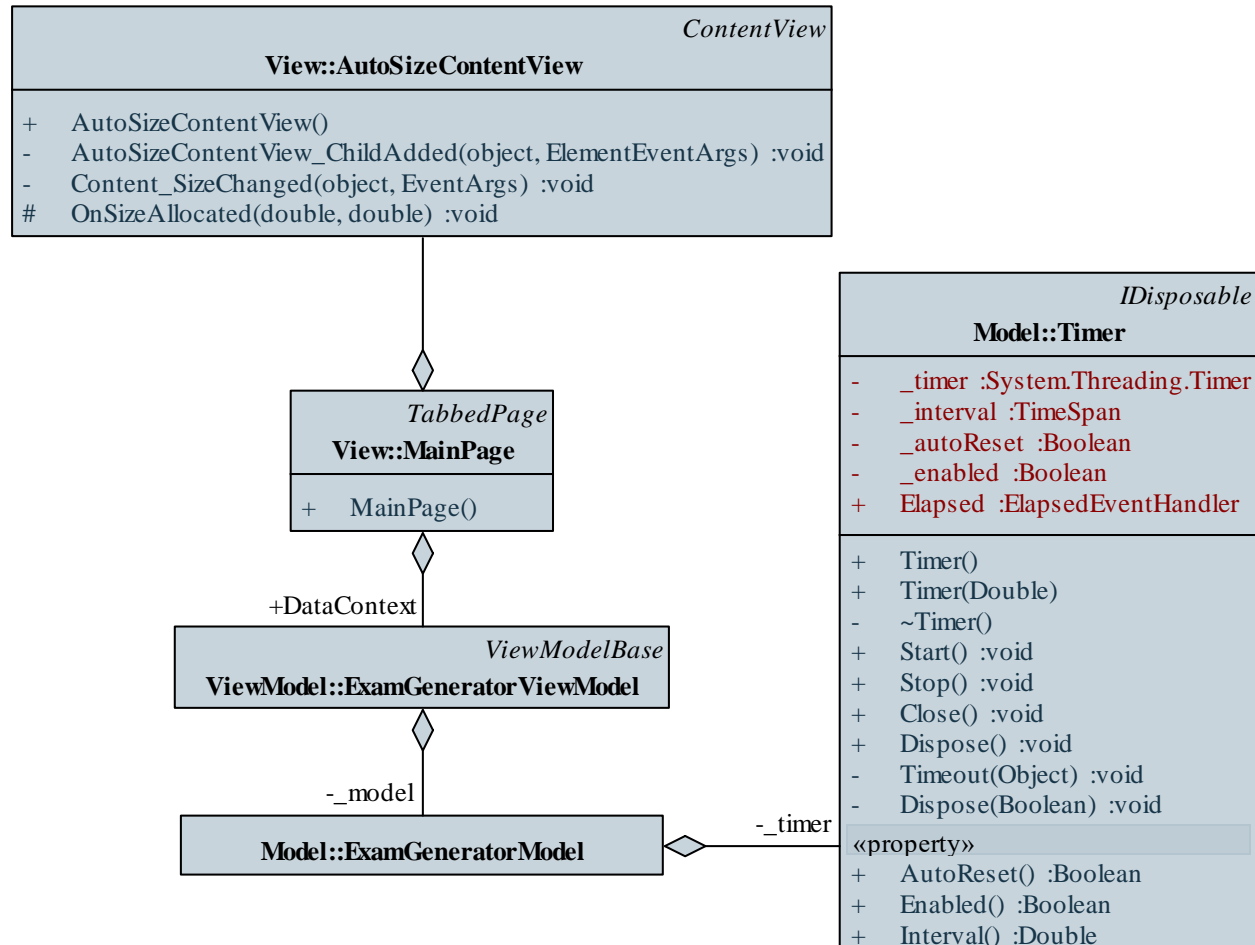 ContentView
View::AutoSizeContentView
+ AutoSizeContentView()
- AutoSizeContentView_ChildAdded(object, ElementEventArgs) :void
- Content_SizeChanged(object, EventArgs) :void
# OnSizeAllocated(double, double) :void
TabbedPage
View::MainPage
+ MainPage()
+DataContext
ViewModelBase
ViewModel::ExamGeneratorViewModel
-_model
Model::ExamGeneratorModel
-_timer
IDisposable
Model::Timer
- _timer :System.Threading.Timer
- _interval :TimeSpan
- _autoReset :Boolean
- _enabled :Boolean
+ Elapsed :ElapsedEventHandler
+ Timer()
+ Timer(Double)
- ~Timer()
+ Start() :void
+ Stop() :void
+ Close() :void
+ Dispose() :void
- Timeout(Object) :void
- Dispose(Boolean) :void
«property»
+ AutoReset() :Boolean
+ Enabled() :Boolean
+ Interval() :Double